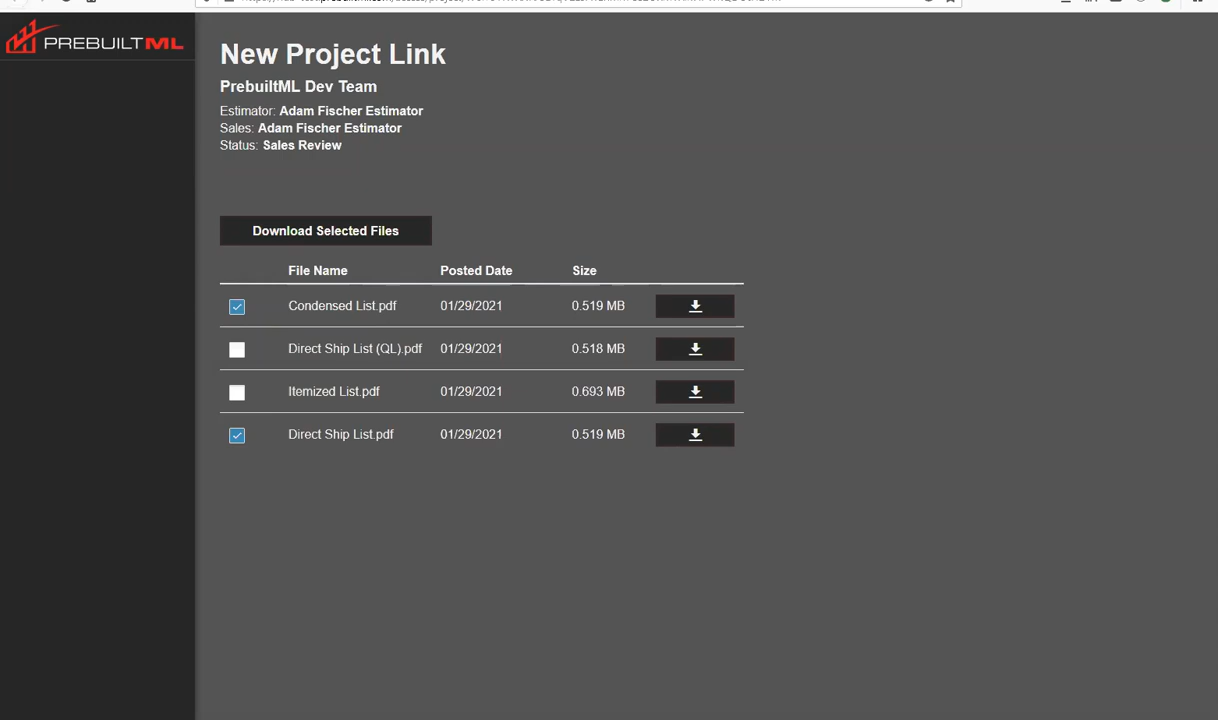 PREBUILTML
New Project Link
PrebuiltML Dev Team
Estimator: Adam Fischer Estimator
Sales: Adam Fischer Estimator
Status: Sales Review
Download Selected Files
File Name Posted Date Size
Condensed List.pdf 01/29/2021 0.519 MB
Direct Ship List (QL).pdf 01/29/2021 0.518 MB
Itemized List.pdf 01/29/2021 0.693 MB
Direct Ship List.pdf 01/29/2021 0.519 MB